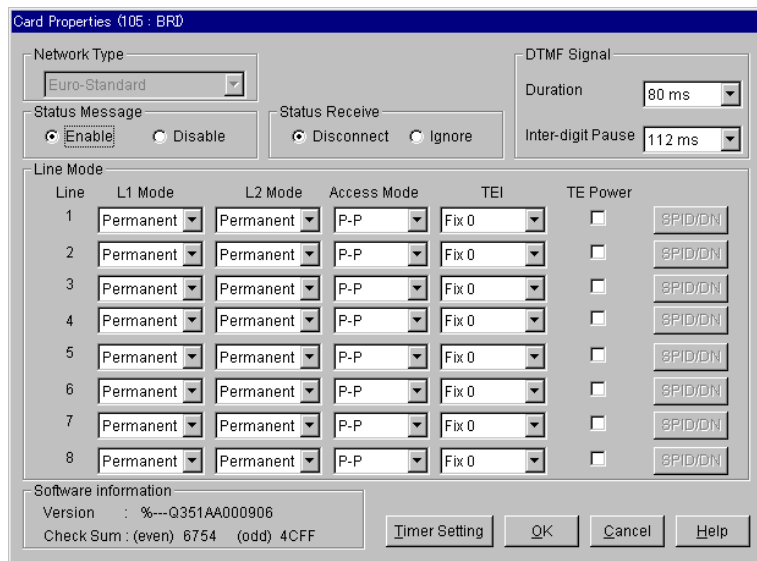 Card Properties (105 : BRI)
Network Type
Euro-Standard
DTMF Signal
Duration 80 ms
Inter-digit Pause 112 ms
Status Message
Enable Disable
Status Receive
Disconnect Ignore
Line Mode
Line L1 Mode L2 Mode Access Mode TEI TE Power
1 Permanent Permanent P-P Fix 0 SPID/DN
2 Permanent Permanent P-P Fix 0 SPID/DN
3 Permanent Permanent P-P Fix 0 SPID/DN
4 Permanent Permanent P-P Fix 0 SPID/DN
5 Permanent Permanent P-P Fix 0 SPID/DN
6 Permanent Permanent P-P Fix 0 SPID/DN
7 Permanent Permanent P-P Fix 0 SPID/DN
8 Permanent Permanent P-P Fix 0 SPID/DN
Software information
Version : %---Q351AA000906
Check Sum : (even) 6754 (odd) 4CFF
Timer Setting OK Cancel Help